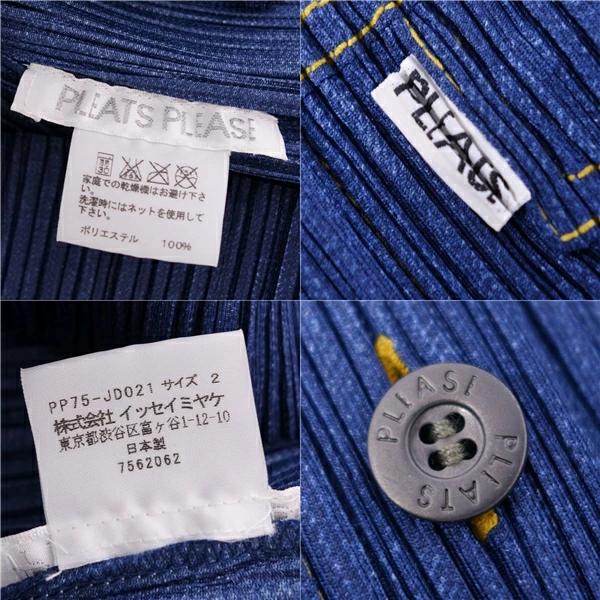 PLEATS PLEASE
家庭での乾燥機はお避け下さい。
洗濯時にはネットを使用して下さい。
ポリエステル 100%
PLEATS
PP75-JD021 サイズ 2
株式会社 イッセイミヤケ
東京都渋谷区富ヶ谷1-12-10
日本製
7562062
PLEASE
PLEATS